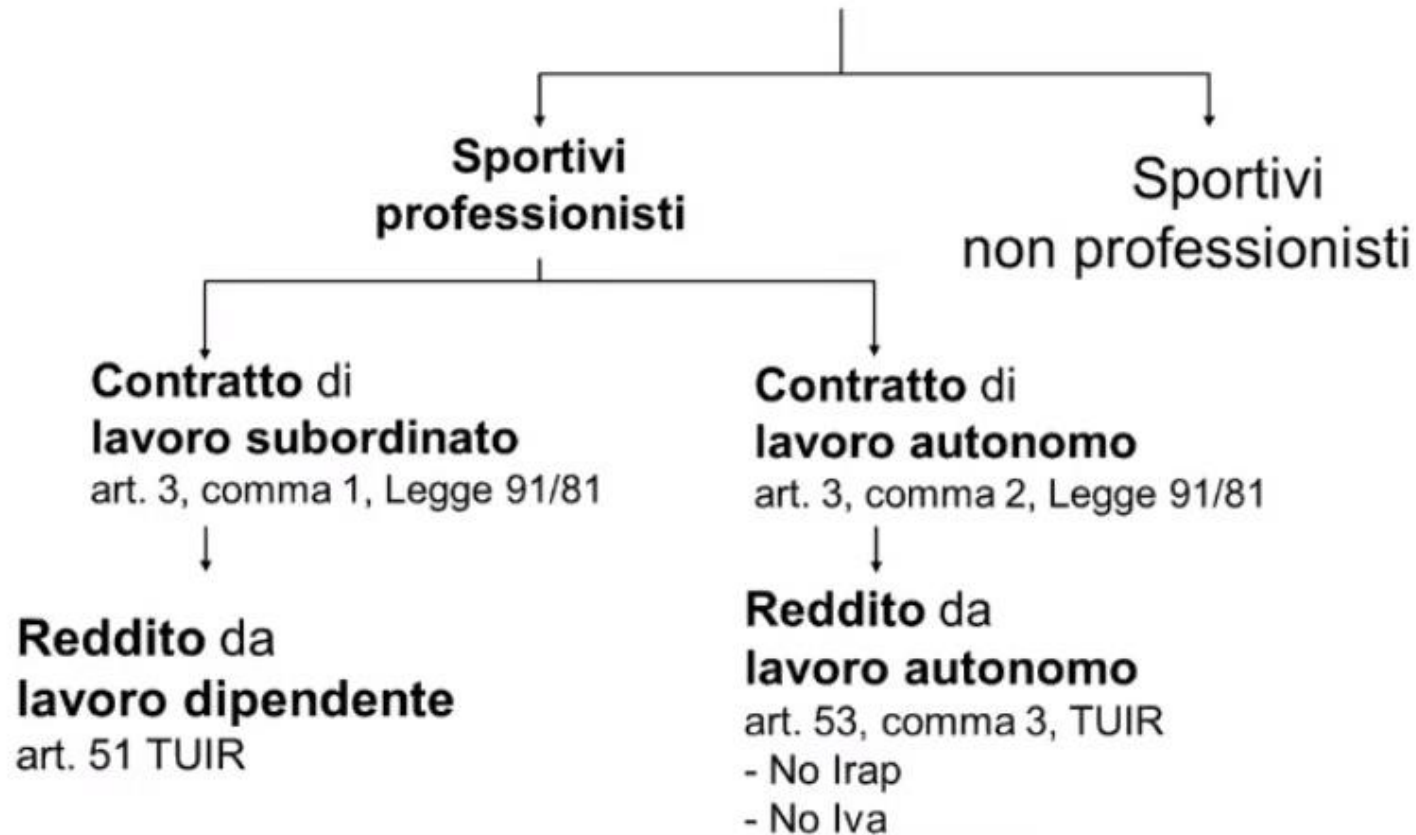 Sportivi
professionisti
Sportivi
non professionisti
Contratto di
lavoro subordinato
art. 3, comma 1, Legge 91/81
Contratto di
lavoro autonomo
art. 3, comma 2, Legge 91/81
Reddito da
lavoro dipendente
art. 51 TUIR
Reddito da
lavoro autonomo
art. 53, comma 3, TUIR
- No Irap
- No Iva